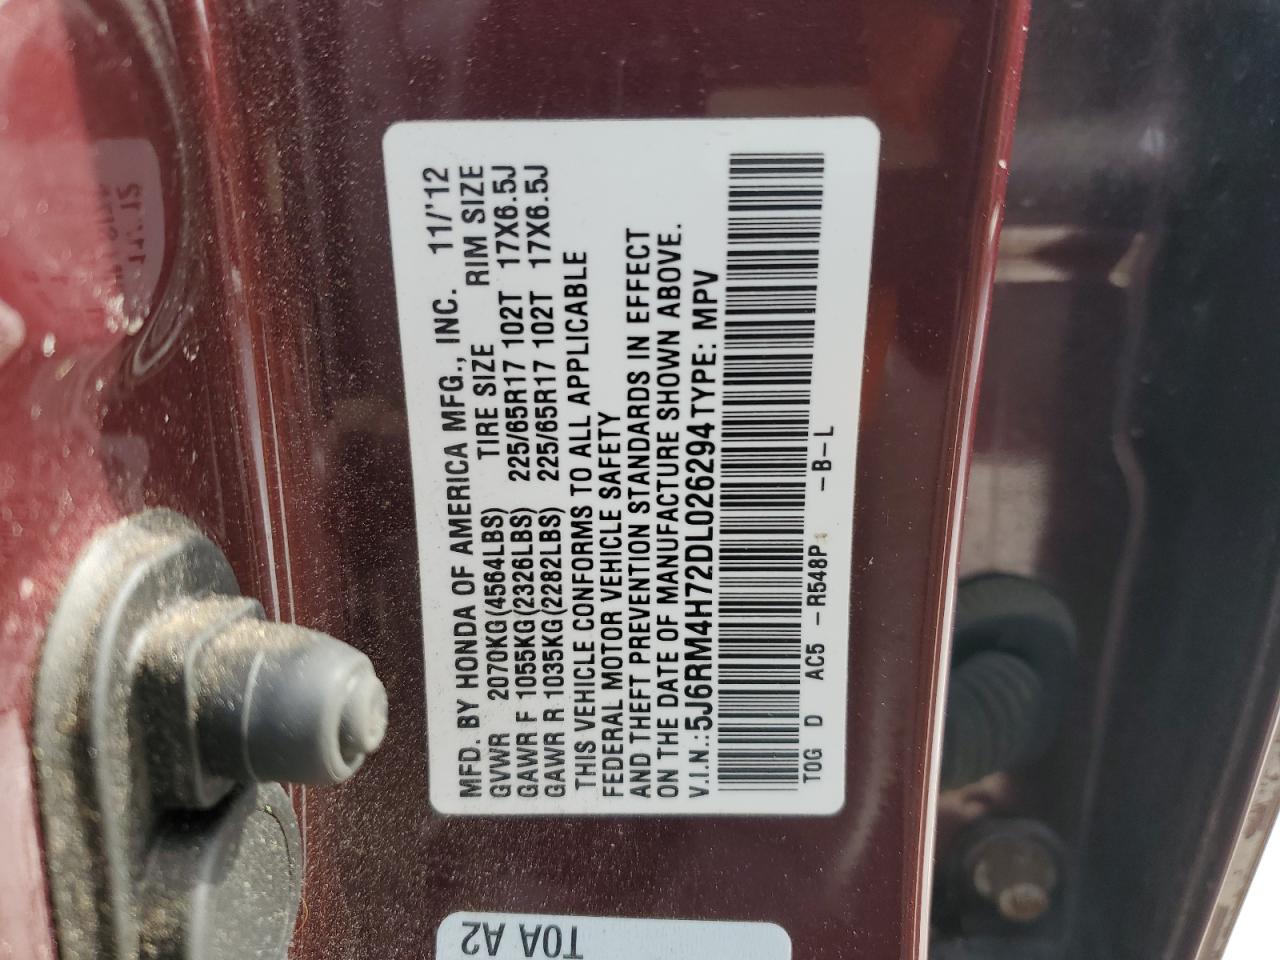 MFD. BY HONDA OF AMERICA MFG., INC. 11/'12
GVWR 2070KG(4564LBS) TIRE SIZE RIM SIZE
GAWR F 1055KG(2326LBS) 225/65R17 102T 17X6.5J
GAWR R 1035KG(2282LBS) 225/65R17 102T 17X6.5J
THIS VEHICLE CONFORMS TO ALL APPLICABLE
FEDERAL MOTOR VEHICLE SAFETY
AND THEFT PREVENTION STANDARDS IN EFFECT
ON THE DATE OF MANUFACTURE SHOWN ABOVE.
V.I.N.:5J6RM4H72DL026294 TYPE: MPV
T0G D AC5 -R548P -B-L
T0A A2